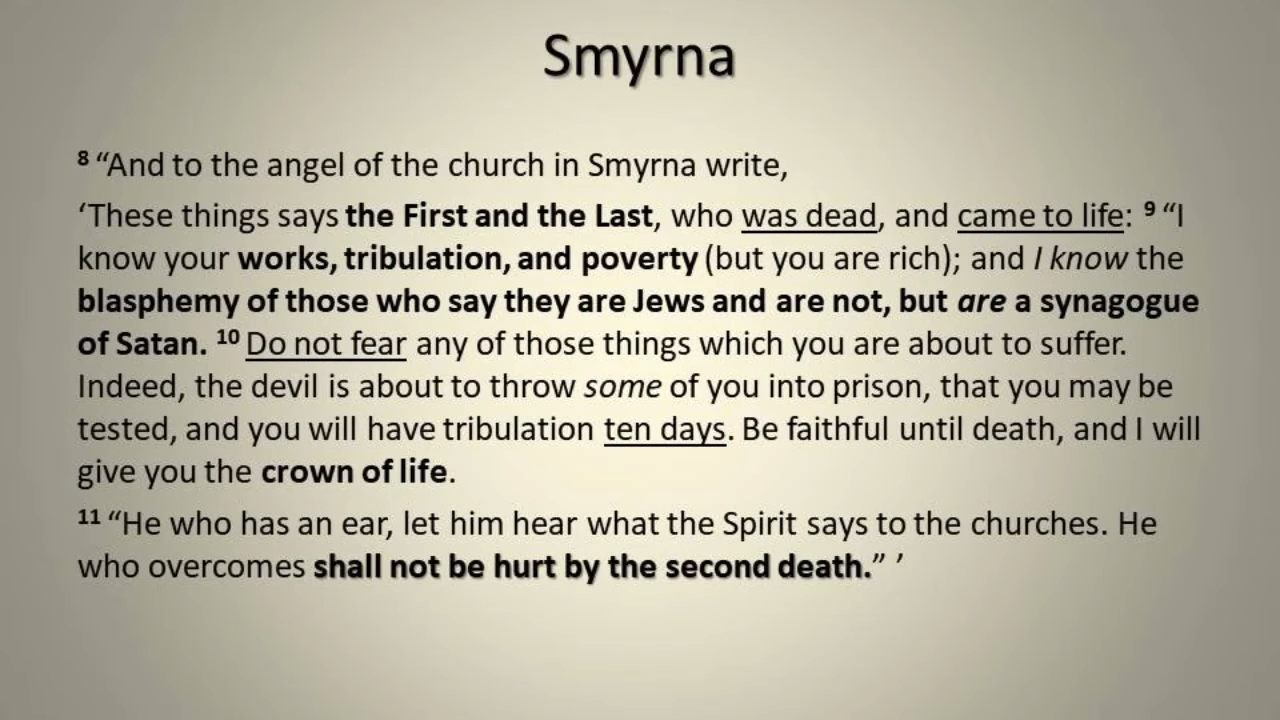 Smyrna
8 “And to the angel of the church in Smyrna write,
‘These things says the First and the Last, who was dead, and came to life: 9 “I
know your works, tribulation, and poverty (but you are rich); and I know the
blasphemy of those who say they are Jews and are not, but are a synagogue
of Satan. 10 Do not fear any of those things which you are about to suffer.
Indeed, the devil is about to throw some of you into prison, that you may be
tested, and you will have tribulation ten days. Be faithful until death, and I will
give you the crown of life.
11 “He who has an ear, let him hear what the Spirit says to the churches. He
who overcomes shall not be hurt by the second death.” ’